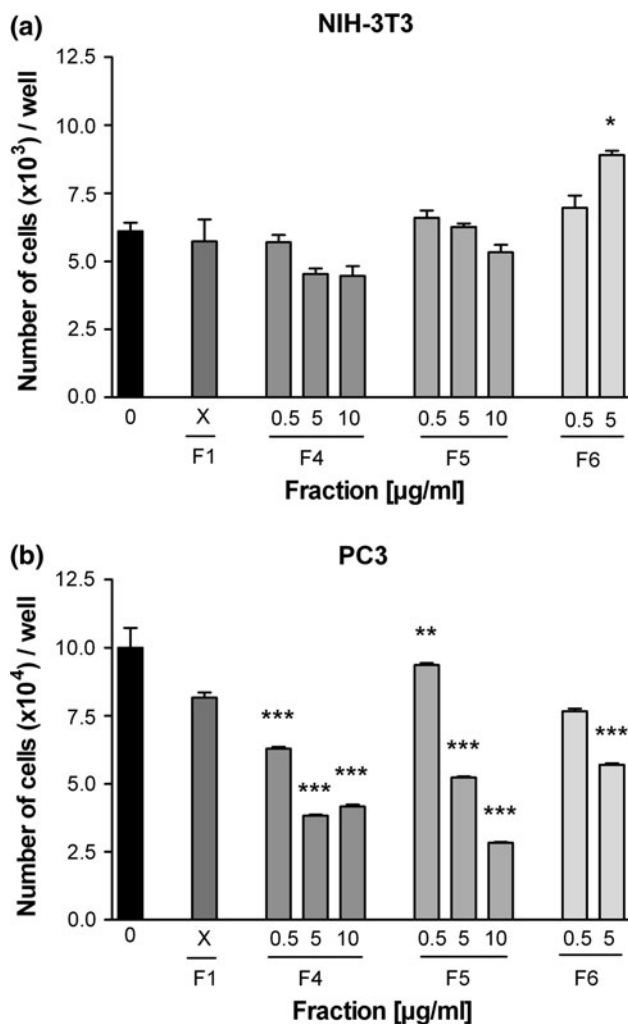 (a)
NIH-3T3
Number of cells (x10³) / well
12.5
10.0
7.5
5.0
2.5
0.0
*
0 X 0.5 5 10 0.5 5 10 0.5 5
F1 F4 F5 F6
Fraction [µg/ml]
(b)
PC3
Number of cells (x10⁴) / well
12.5
10.0
7.5
5.0
2.5
0.0
*** *** *** ** *** *** ***
0 X 0.5 5 10 0.5 5 10 0.5 5
F1 F4 F5 F6
Fraction [µg/ml]